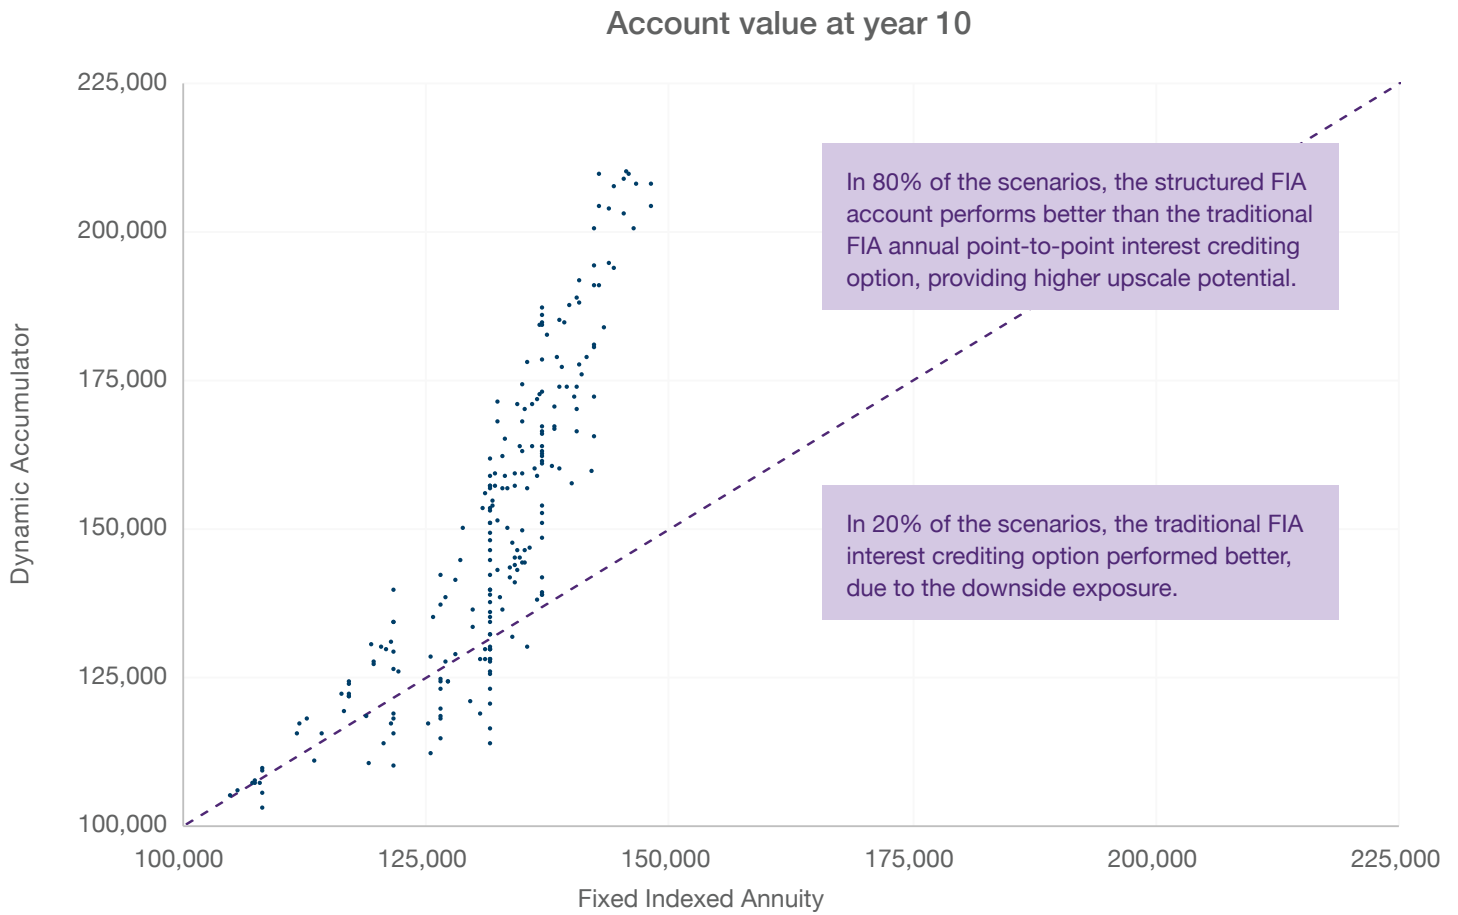 Account value at year 10
225,000
200,000
175,000
150,000
125,000
100,000
Dynamic Accumulator
In 80% of the scenarios, the structured FIA
account performs better than the traditional
FIA annual point-to-point interest crediting
option, providing higher upscale potential.
In 20% of the scenarios, the traditional FIA
interest crediting option performed better,
due to the downside exposure.
100,000 125,000 150,000 175,000 200,000 225,000
Fixed Indexed Annuity